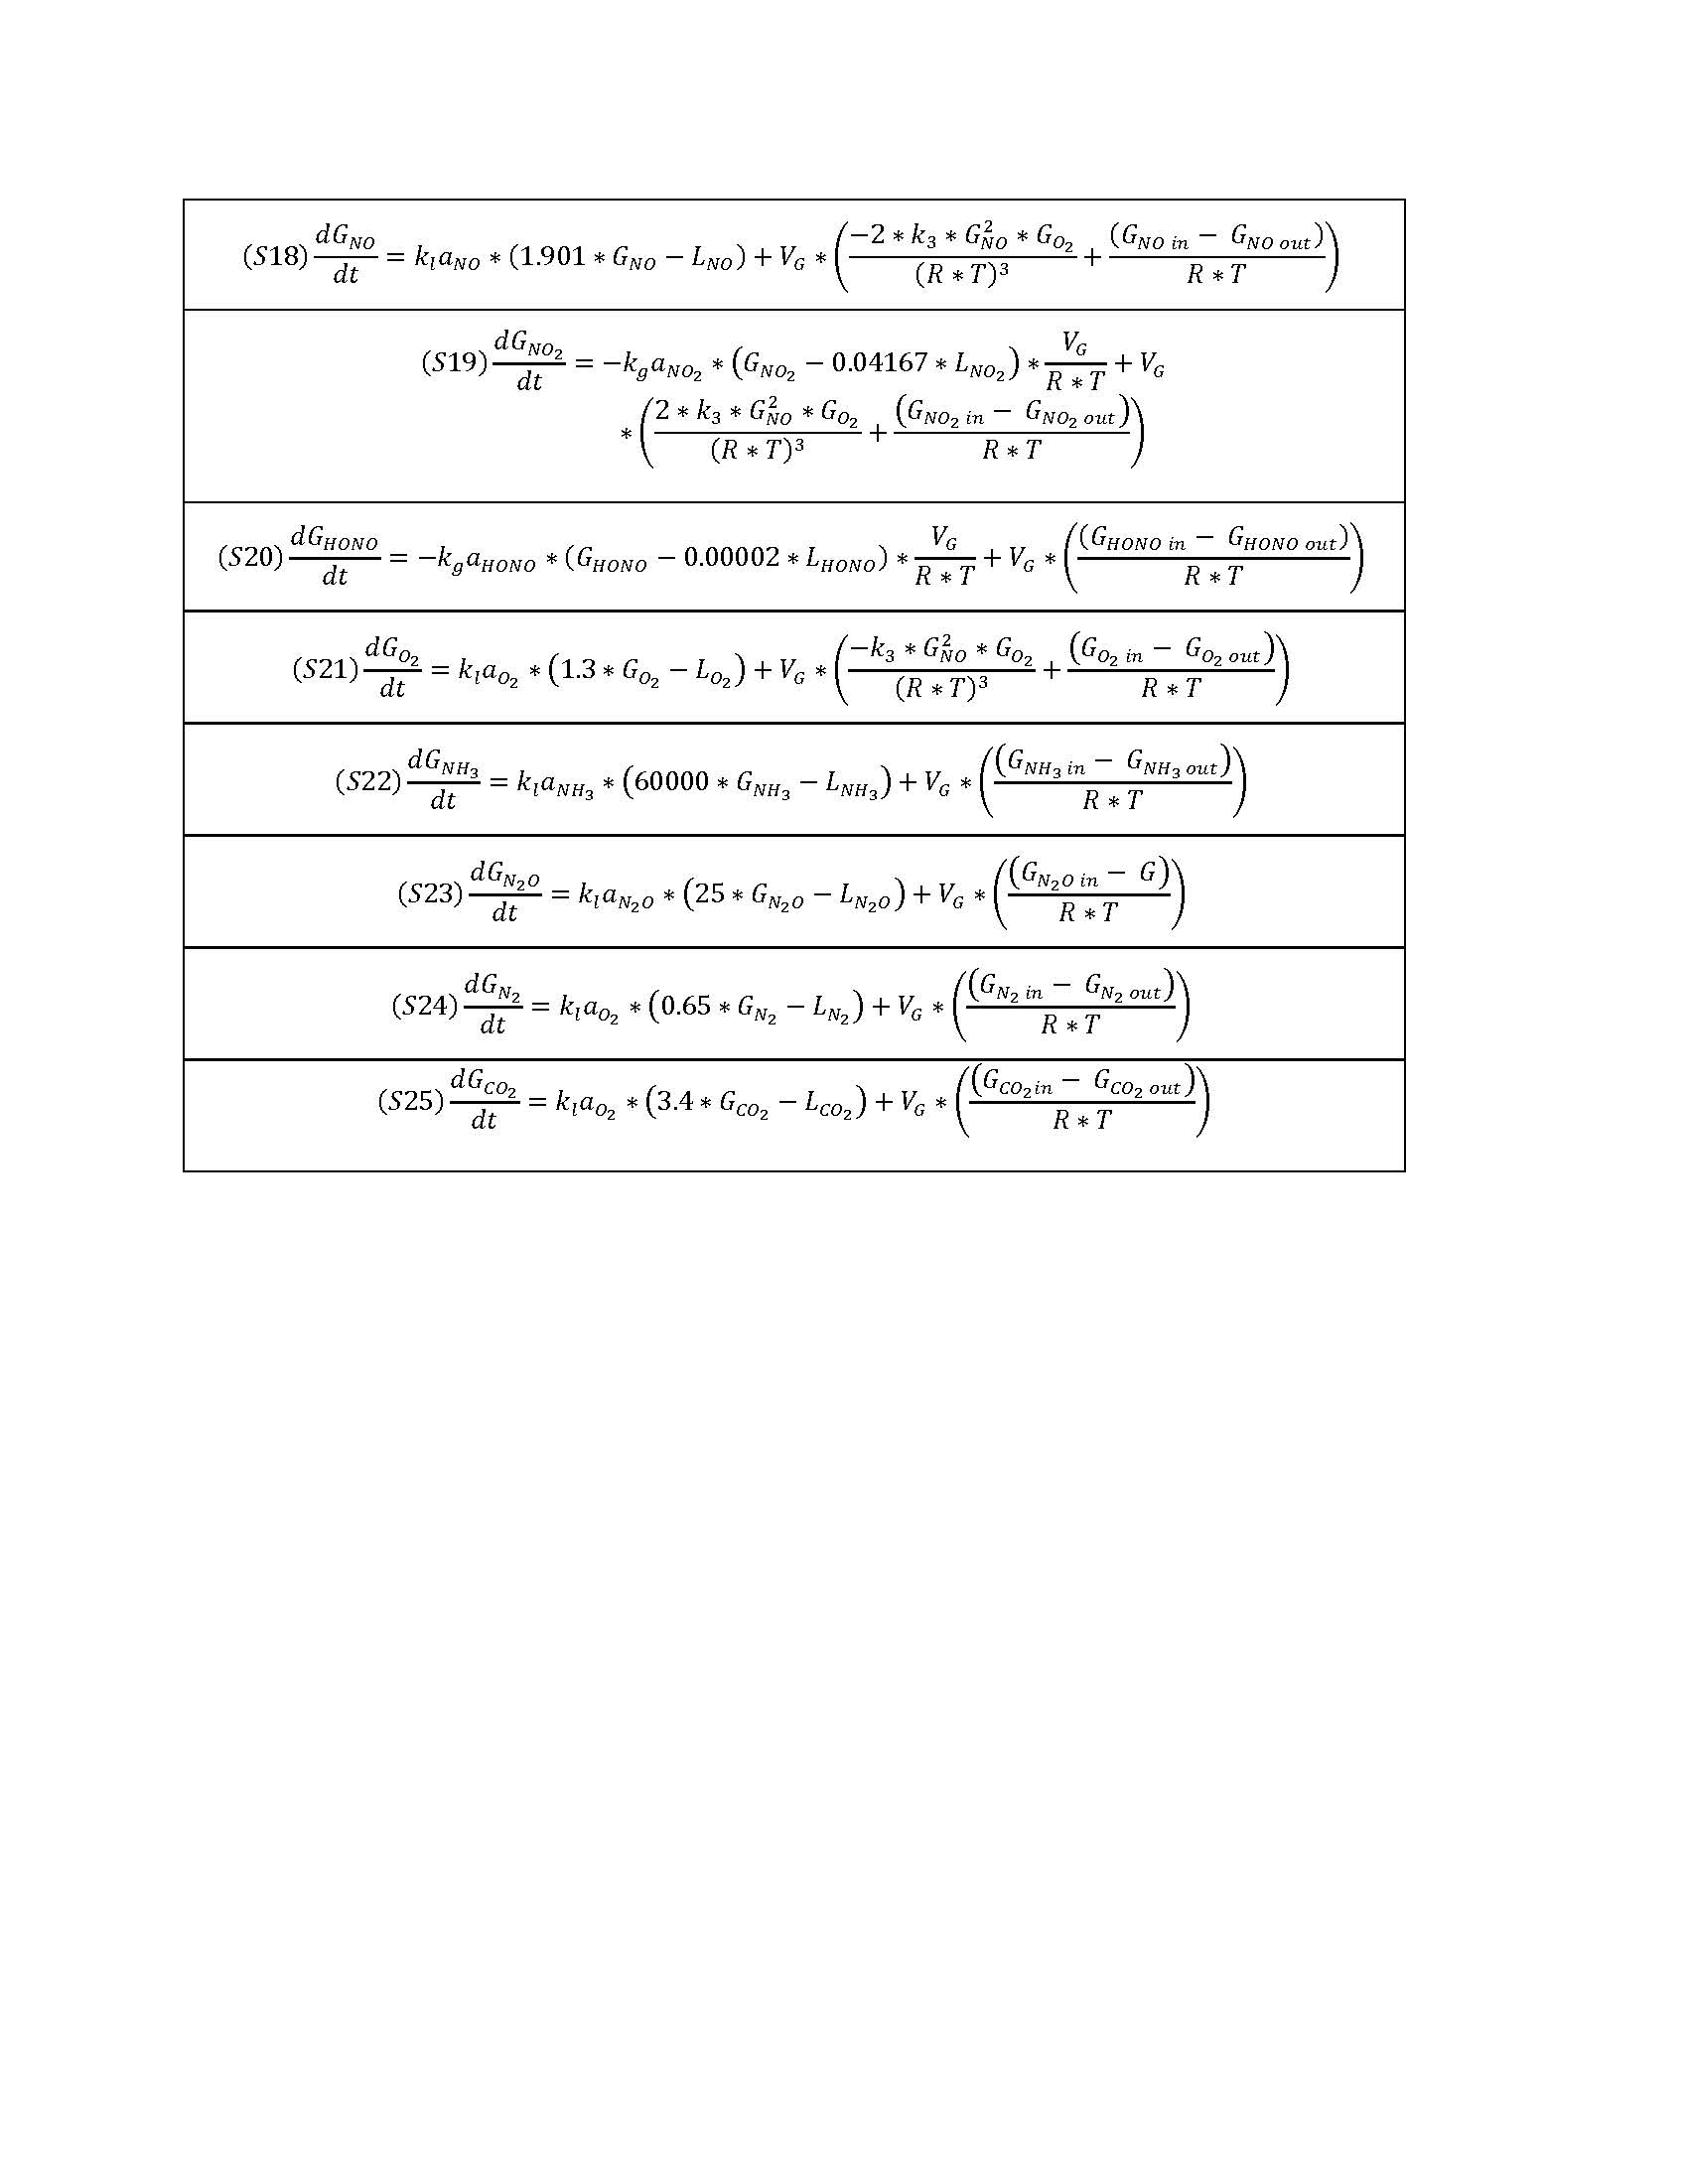 (S18) dG_NO/dt = k_l a_NO * (1.901 * G_NO − L_NO) + V_G * ((−2 * k_3 * G_NO^2 * G_O2)/(R * T)^3 + (G_NO in − G_NO out)/(R * T))
(S19) dG_NO2/dt = −k_g a_NO2 * (G_NO2 − 0.04167 * L_NO2) * V_G/(R * T) + V_G
* ((2 * k_3 * G_NO^2 * G_O2)/(R * T)^3 + (G_NO2 in − G_NO2 out)/(R * T))
(S20) dG_HONO/dt = −k_g a_HONO * (G_HONO − 0.00002 * L_HONO) * V_G/(R * T) + V_G * ((G_HONO in − G_HONO out)/(R * T))
(S21) dG_O2/dt = k_l a_O2 * (1.3 * G_O2 − L_O2) + V_G * ((−k_3 * G_NO^2 * G_O2)/(R * T)^3 + (G_O2 in − G_O2 out)/(R * T))
(S22) dG_NH3/dt = k_l a_NH3 * (60000 * G_NH3 − L_NH3) + V_G * ((G_NH3 in − G_NH3 out)/(R * T))
(S23) dG_N2O/dt = k_l a_N2O * (25 * G_N2O − L_N2O) + V_G * ((G_N2O in − G)/(R * T))
(S24) dG_N2/dt = k_l a_O2 * (0.65 * G_N2 − L_N2) + V_G * ((G_N2 in − G_N2 out)/(R * T))
(S25) dG_CO2/dt = k_l a_O2 * (3.4 * G_CO2 − L_CO2) + V_G * ((G_CO2 in − G_CO2 out)/(R * T))